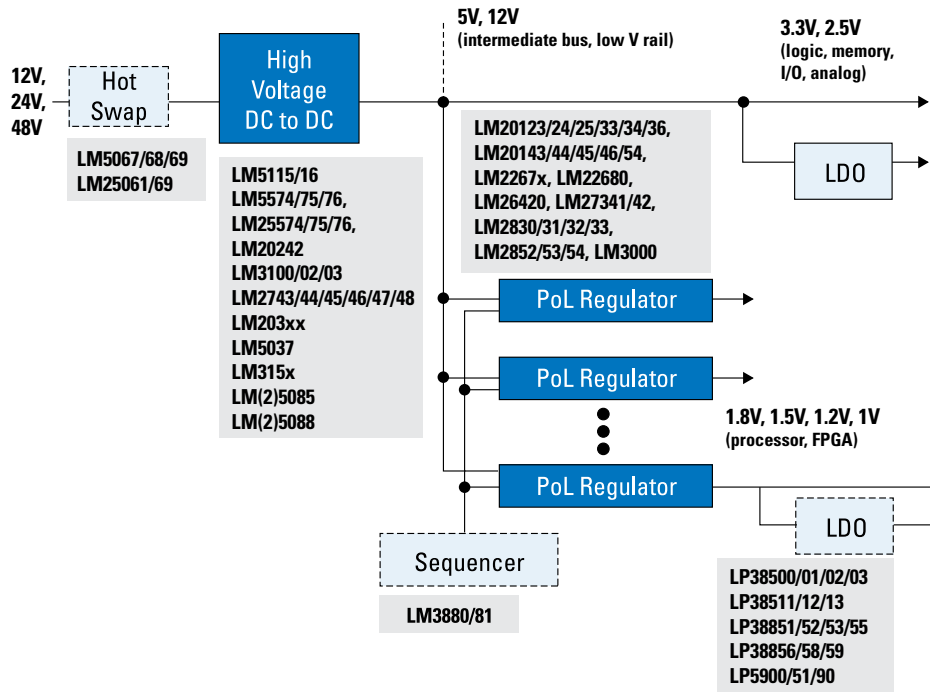 5V, 12V
(intermediate bus, low V rail)
3.3V, 2.5V
(logic, memory,
I/O, analog)
12V,
24V,
48V
Hot
Swap
High
Voltage
DC to DC
LM5067/68/69
LM25061/69
LM5115/16
LM5574/75/76,
LM25574/75/76,
LM20242
LM3100/02/03
LM2743/44/45/46/47/48
LM203xx
LM5037
LM315x
LM(2)5085
LM(2)5088
LM20123/24/25/33/34/36,
LM20143/44/45/46/54,
LM2267x, LM22680,
LM26420, LM27341/42,
LM2830/31/32/33,
LM2852/53/54, LM3000
LDO
PoL Regulator
PoL Regulator
1.8V, 1.5V, 1.2V, 1V
(processor, FPGA)
PoL Regulator
LDO
Sequencer
LM3880/81
LP38500/01/02/03
LP38511/12/13
LP38851/52/53/55
LP38856/58/59
LP5900/51/90